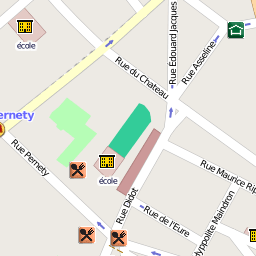 école
Rue du Chateau
Rue Edouard Jacques
Rue Asseline
ernety
Rue Pernety
école
Rue Maurice Rip
Rue Didot
Rue de l'Eure
Hyppolite Maindron